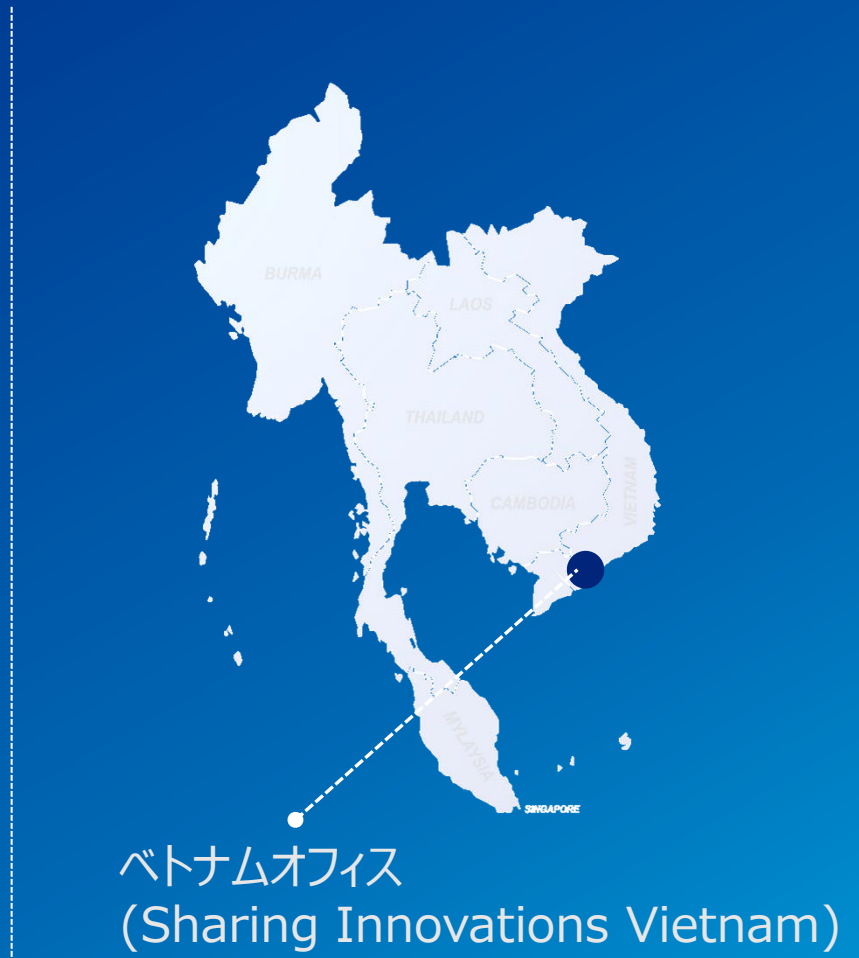 BURMA
LAOS
THAILAND
CAMBODIA
VIETNAM
MYLAYSIA
SINGAPORE
ベトナムオフィス
(Sharing Innovations Vietnam)